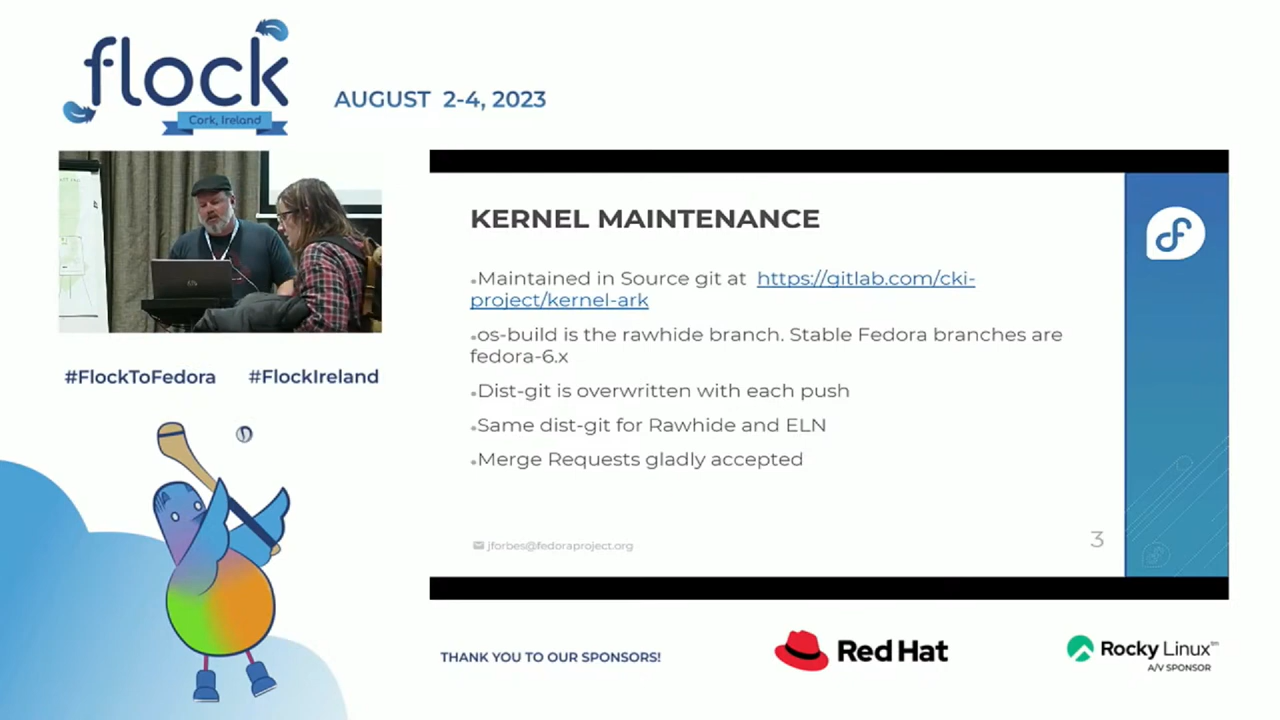 flock
Cork, Ireland
AUGUST 2-4, 2023
KERNEL MAINTENANCE
•Maintained in Source git at https://gitlab.com/cki-
project/kernel-ark
•os-build is the rawhide branch. Stable Fedora branches are
fedora-6.x
•Dist-git is overwritten with each push
•Same dist-git for Rawhide and ELN
•Merge Requests gladly accepted
jforbes@fedoraproject.org
3
#FlockToFedora #FlockIreland
THANK YOU TO OUR SPONSORS!
Red Hat
Rocky Linux™
A/V SPONSOR